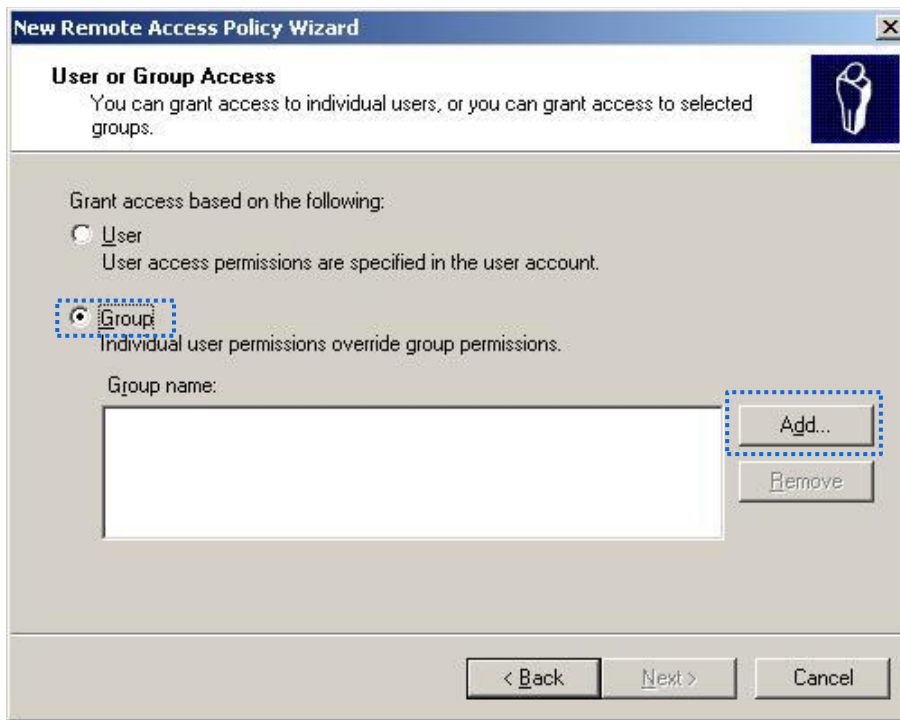 New Remote Access Policy Wizard
User or Group Access
You can grant access to individual users, or you can grant access to selected
groups.
Grant access based on the following:
User
User access permissions are specified in the user account.
Group
Individual user permissions override group permissions.
Group name:
Add...
Remove
< Back
Next >
Cancel